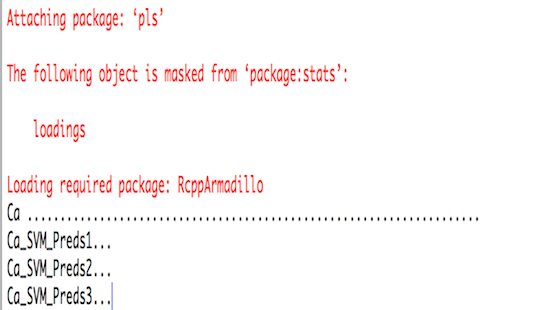 Attaching package: ‘pls’
The following object is masked from ‘package:stats’:
loadings
Loading required package: RcppArmadillo
Ca .....................................................................
Ca_SVM_Preds1...
Ca_SVM_Preds2...
Ca_SVM_Preds3...